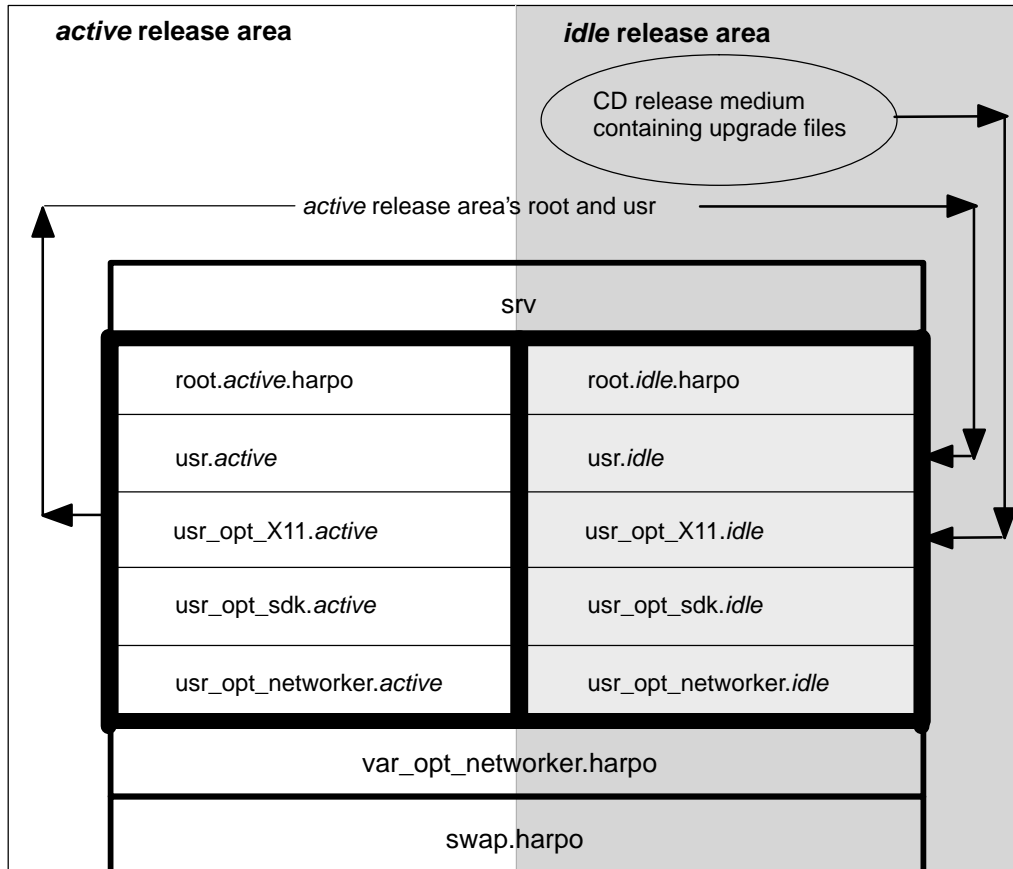 active release area
idle release area
CD release medium
containing upgrade files
active release area's root and usr
srv
root.active.harpo
root.idle.harpo
usr.active
usr.idle
usr_opt_X11.active
usr_opt_X11.idle
usr_opt_sdk.active
usr_opt_sdk.idle
usr_opt_networker.active
usr_opt_networker.idle
var_opt_networker.harpo
swap.harpo